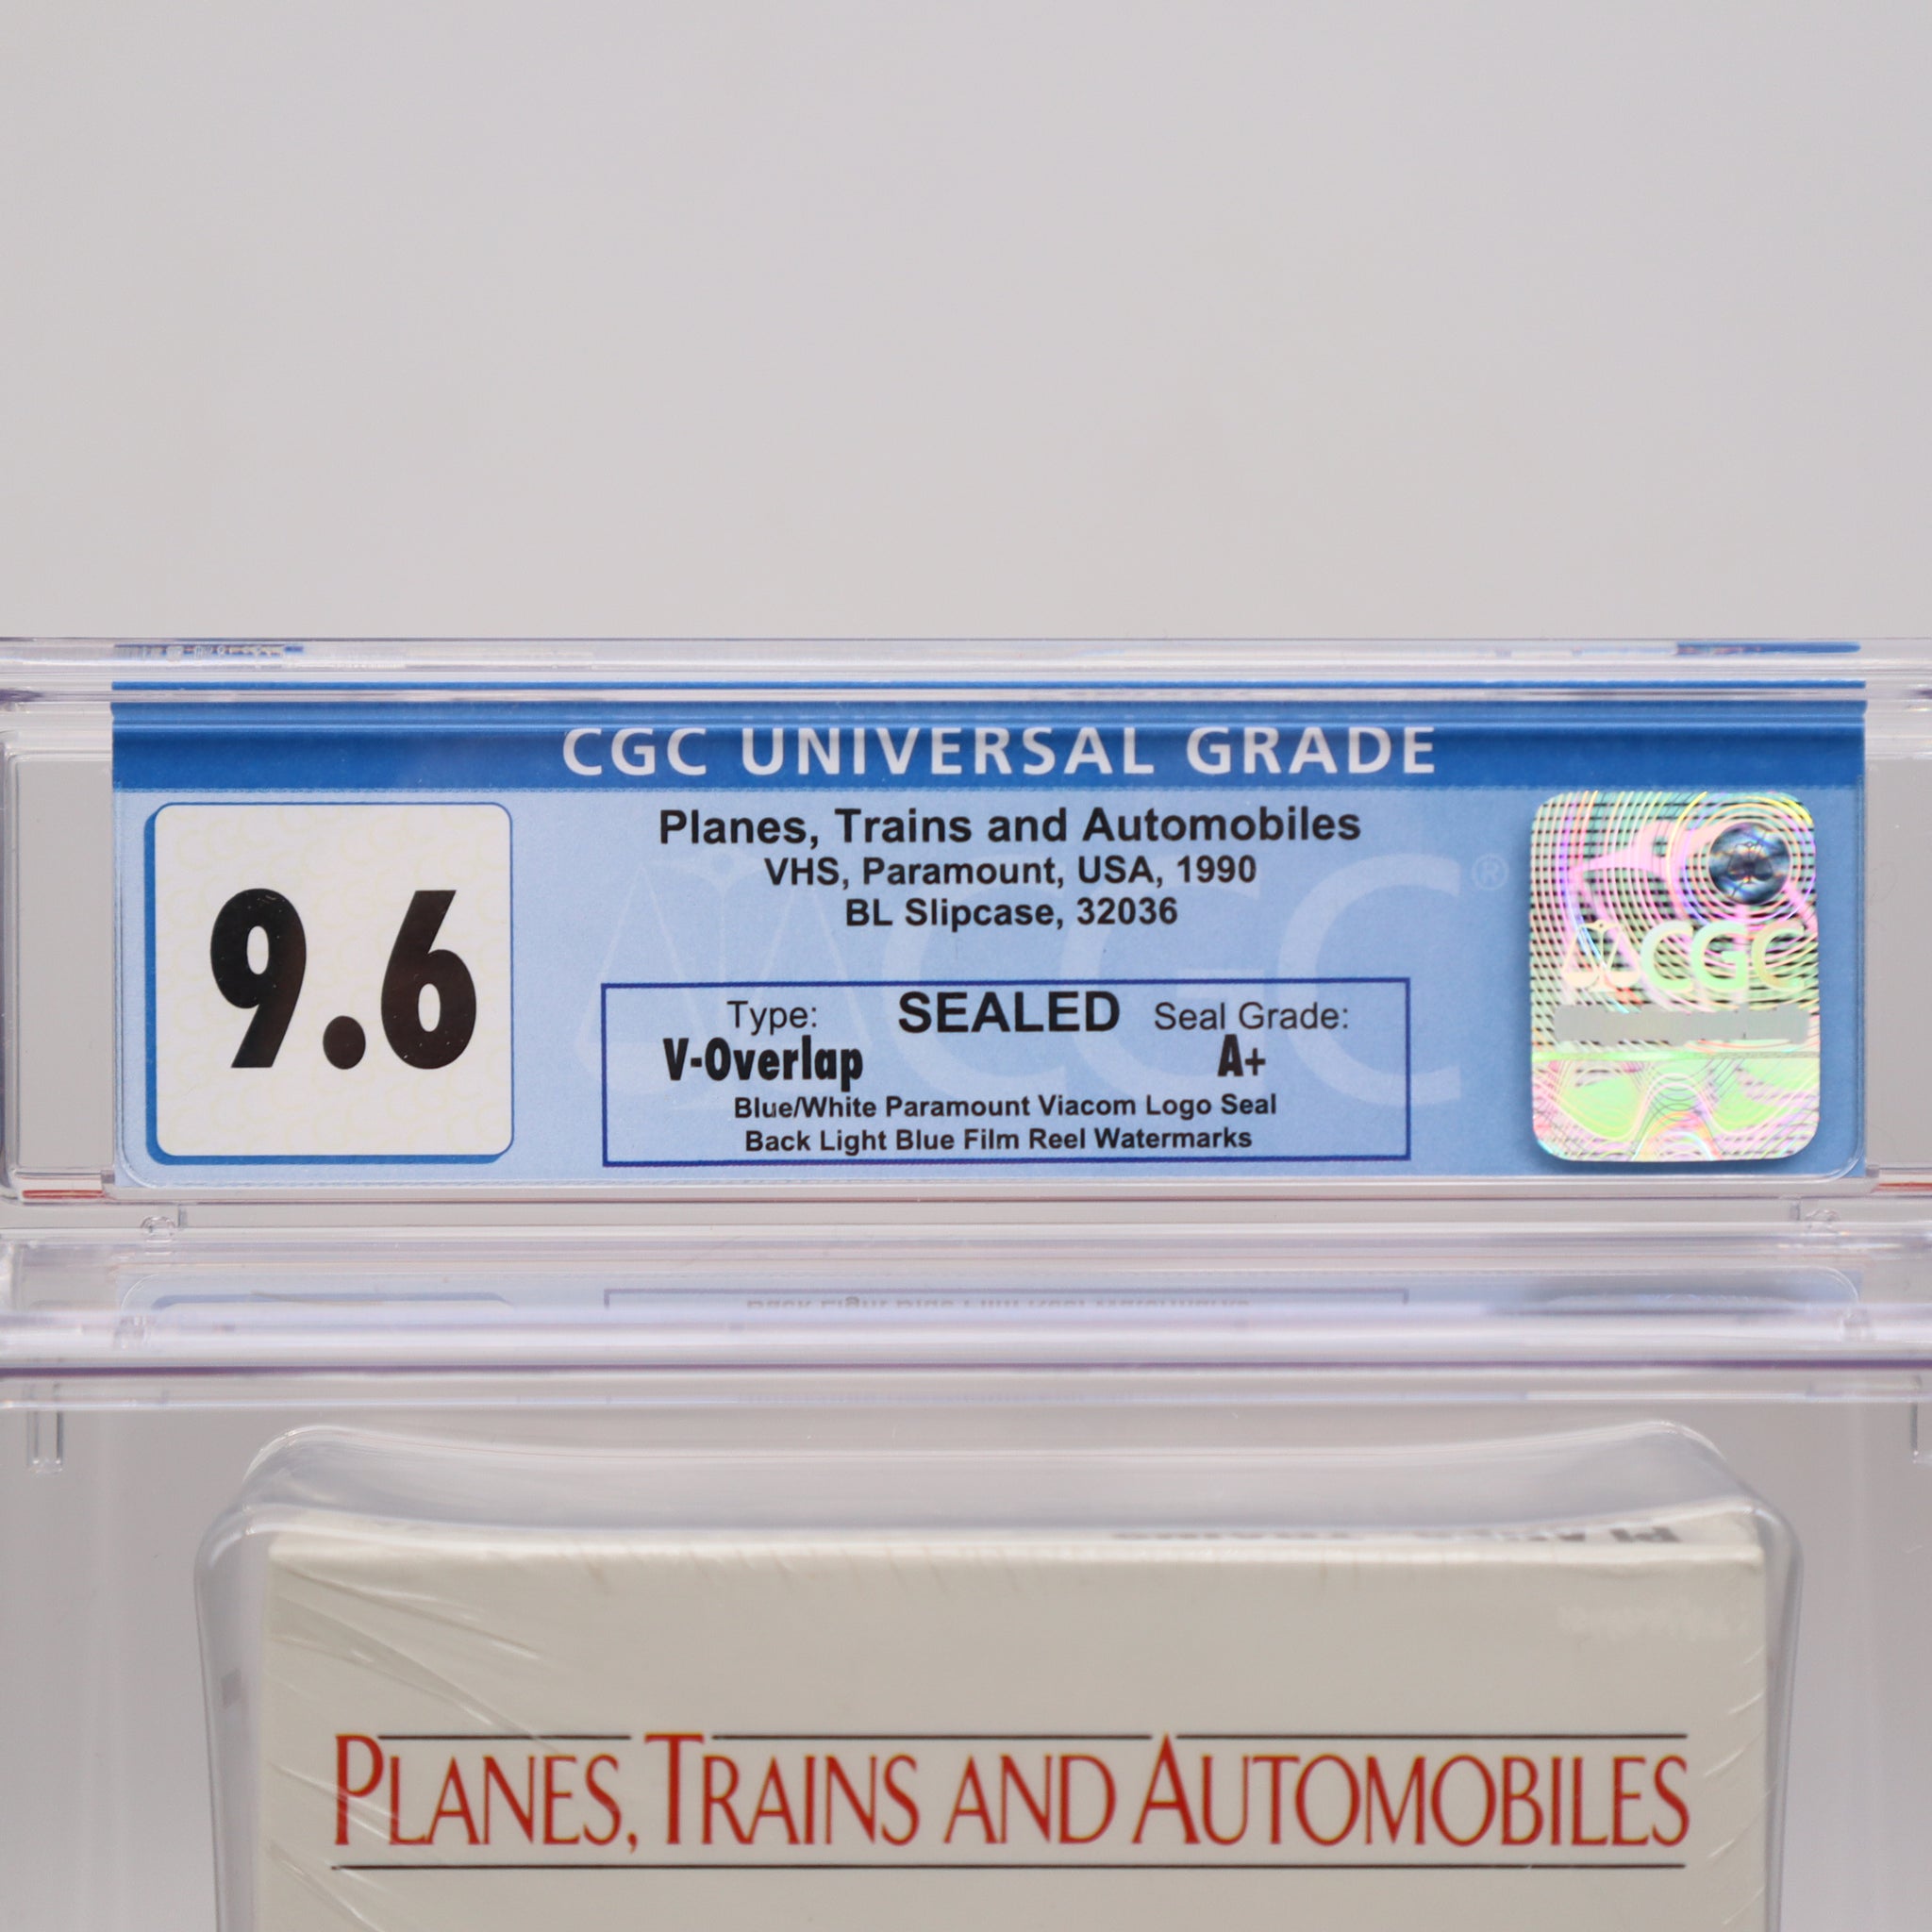 CGC UNIVERSAL GRADE
9.6
Planes, Trains and Automobiles
VHS, Paramount, USA, 1990
BL Slipcase, 32036
CGC®
Type: SEALED Seal Grade:
V-Overlap A+
Blue/White Paramount Viacom Logo Seal
Back Light Blue Film Reel Watermarks
CGC
PLANES, TRAINS AND AUTOMOBILES